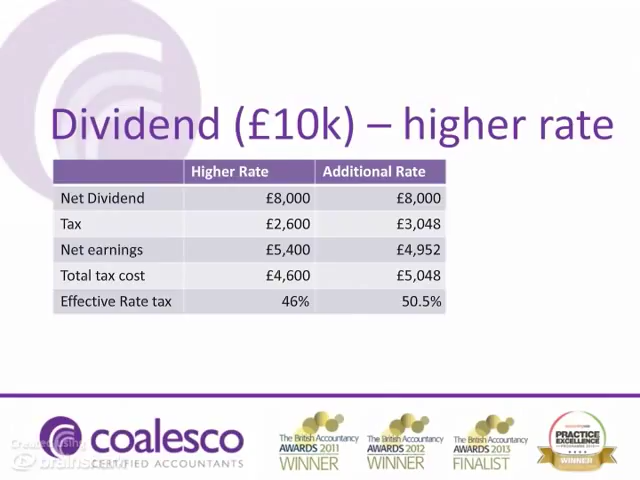 Dividend (£10k) – higher rate
Higher Rate Additional Rate
Net Dividend £8,000 £8,000
Tax £2,600 £3,048
Net earnings £5,400 £4,952
Total tax cost £4,600 £5,048
Effective Rate tax 46% 50.5%
Created using
brainshark
coalesco
CERTIFIED ACCOUNTANTS
The British Accountancy
AWARDS 2011
WINNER
The British Accountancy
AWARDS 2012
WINNER
The British Accountancy
AWARDS 2013
FINALIST
PRACTICE
EXCELLENCE
WINNER